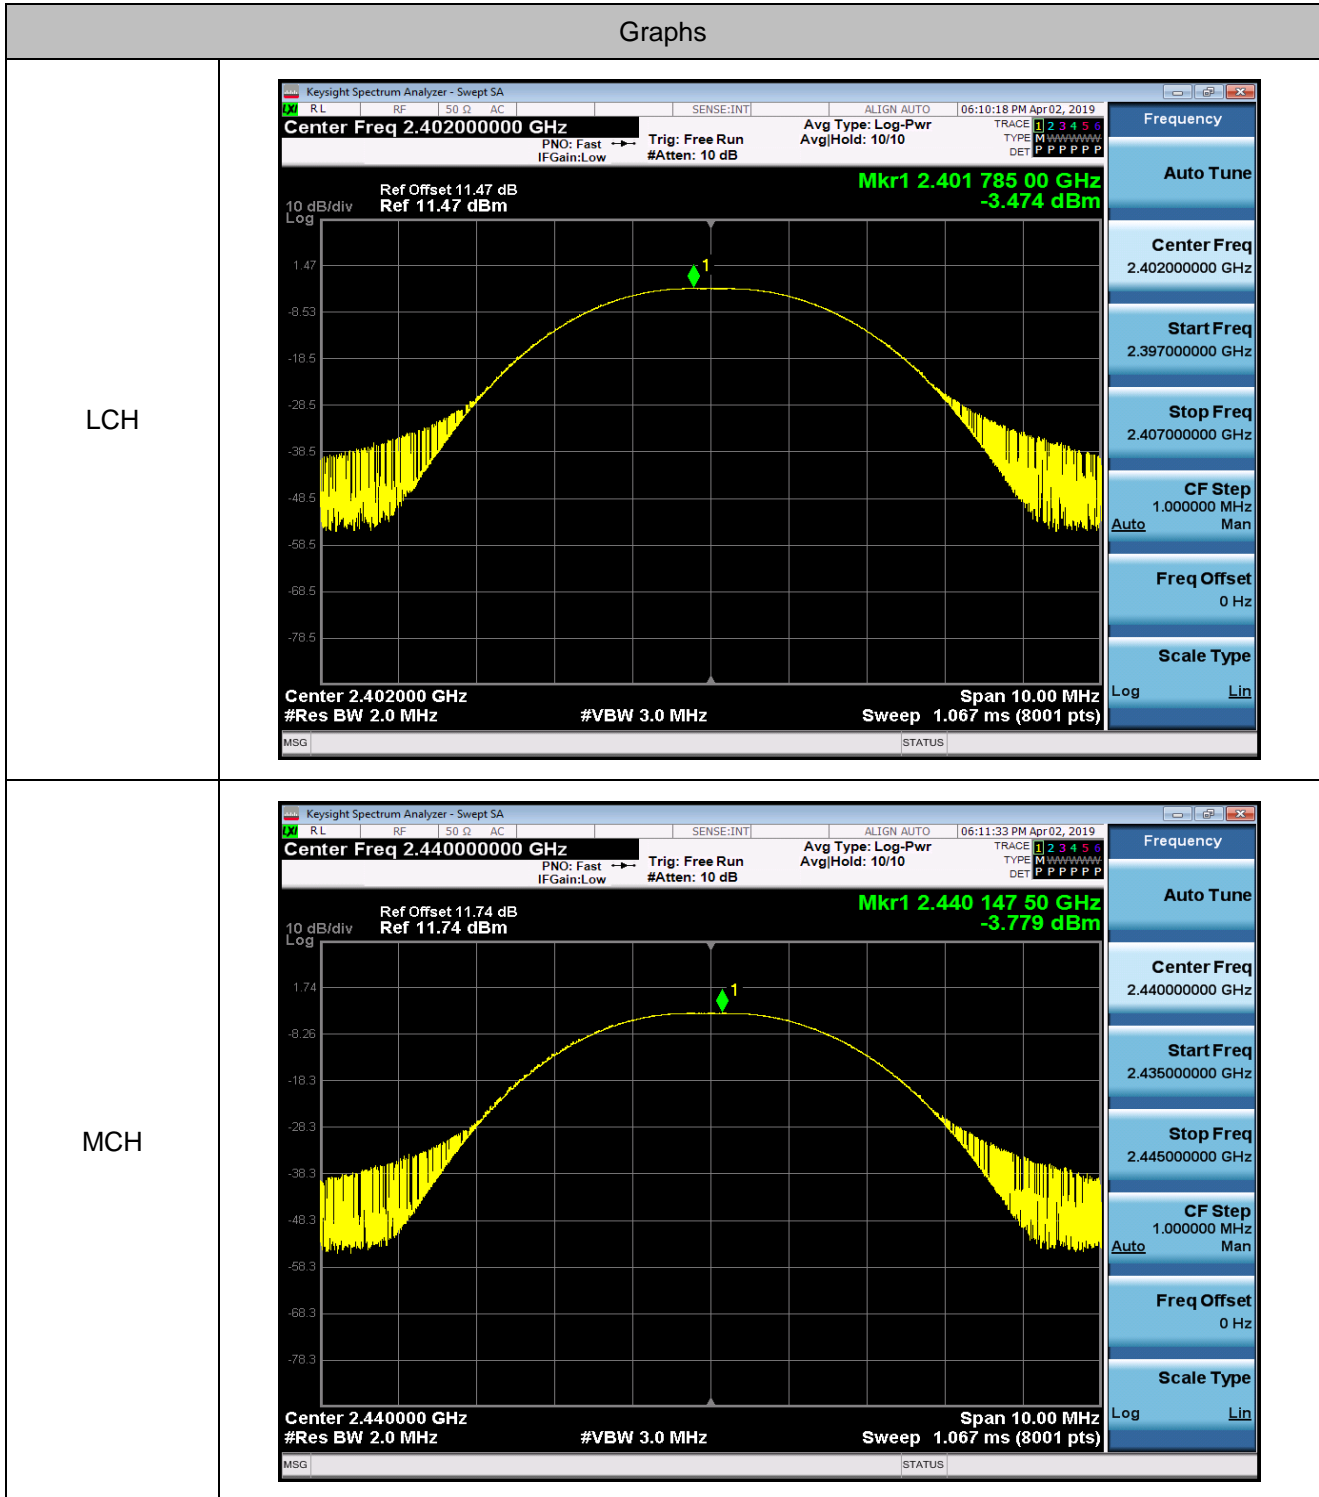 Graphs
LCH
Keysight Spectrum Analyzer - Swept SA
LXI RL RF 50 Ω AC SENSE:INT ALIGN AUTO 06:10:18 PM Apr 02, 2019
Center Freq 2.402000000 GHz
PNO: Fast
IFGain:Low
Trig: Free Run
#Atten: 10 dB
Avg Type: Log-Pwr
Avg|Hold: 10/10
TRACE 1 2 3 4 5 6
TYPE M WWWWW
DET P P P P P P
Mkr1 2.401 785 00 GHz
-3.474 dBm
Ref Offset 11.47 dB
10 dB/div Ref 11.47 dBm
Log
1.47
-8.53
-18.5
-28.5
-38.5
-48.5
-58.5
-68.5
-78.5
1
Center 2.402000 GHz Span 10.00 MHz
#Res BW 2.0 MHz #VBW 3.0 MHz Sweep 1.067 ms (8001 pts)
MSG STATUS
Frequency
Auto Tune
Center Freq
2.402000000 GHz
Start Freq
2.397000000 GHz
Stop Freq
2.407000000 GHz
CF Step
1.000000 MHz
Auto Man
Freq Offset
0 Hz
Scale Type
Log Lin
MCH
Keysight Spectrum Analyzer - Swept SA
LXI RL RF 50 Ω AC SENSE:INT ALIGN AUTO 06:11:33 PM Apr 02, 2019
Center Freq 2.440000000 GHz
PNO: Fast
IFGain:Low
Trig: Free Run
#Atten: 10 dB
Avg Type: Log-Pwr
Avg|Hold: 10/10
TRACE 1 2 3 4 5 6
TYPE M WWWWW
DET P P P P P P
Mkr1 2.440 147 50 GHz
-3.779 dBm
Ref Offset 11.74 dB
10 dB/div Ref 11.74 dBm
Log
1.74
-8.26
-18.3
-28.3
-38.3
-48.3
-58.3
-68.3
-78.3
1
Center 2.440000 GHz Span 10.00 MHz
#Res BW 2.0 MHz #VBW 3.0 MHz Sweep 1.067 ms (8001 pts)
MSG STATUS
Frequency
Auto Tune
Center Freq
2.440000000 GHz
Start Freq
2.435000000 GHz
Stop Freq
2.445000000 GHz
CF Step
1.000000 MHz
Auto Man
Freq Offset
0 Hz
Scale Type
Log Lin